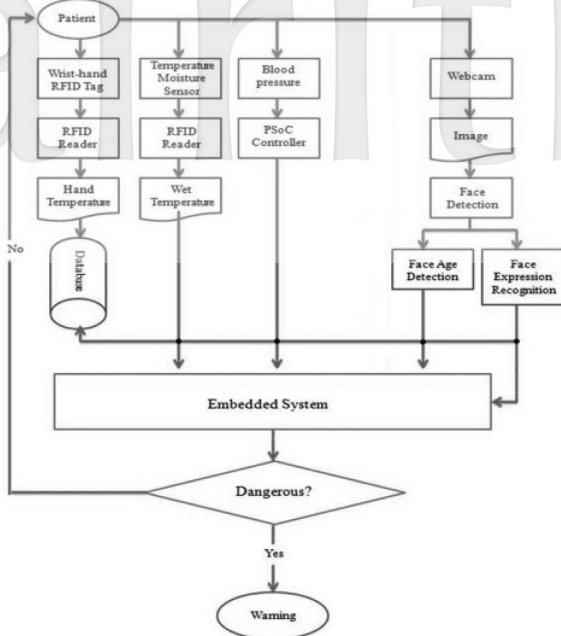 Patient
Wrist-hand
RFID Tag
Temperature
Moisture
Sensor
Blood
pressure
Webcam
RFID
Reader
RFID
Reader
PSoC
Controller
Image
Hand
Temperature
Wet
Temperature
Face
Detection
No
Database
Face Age
Detection
Face
Expression
Recognition
Embedded System
Dangerous?
Yes
Warning